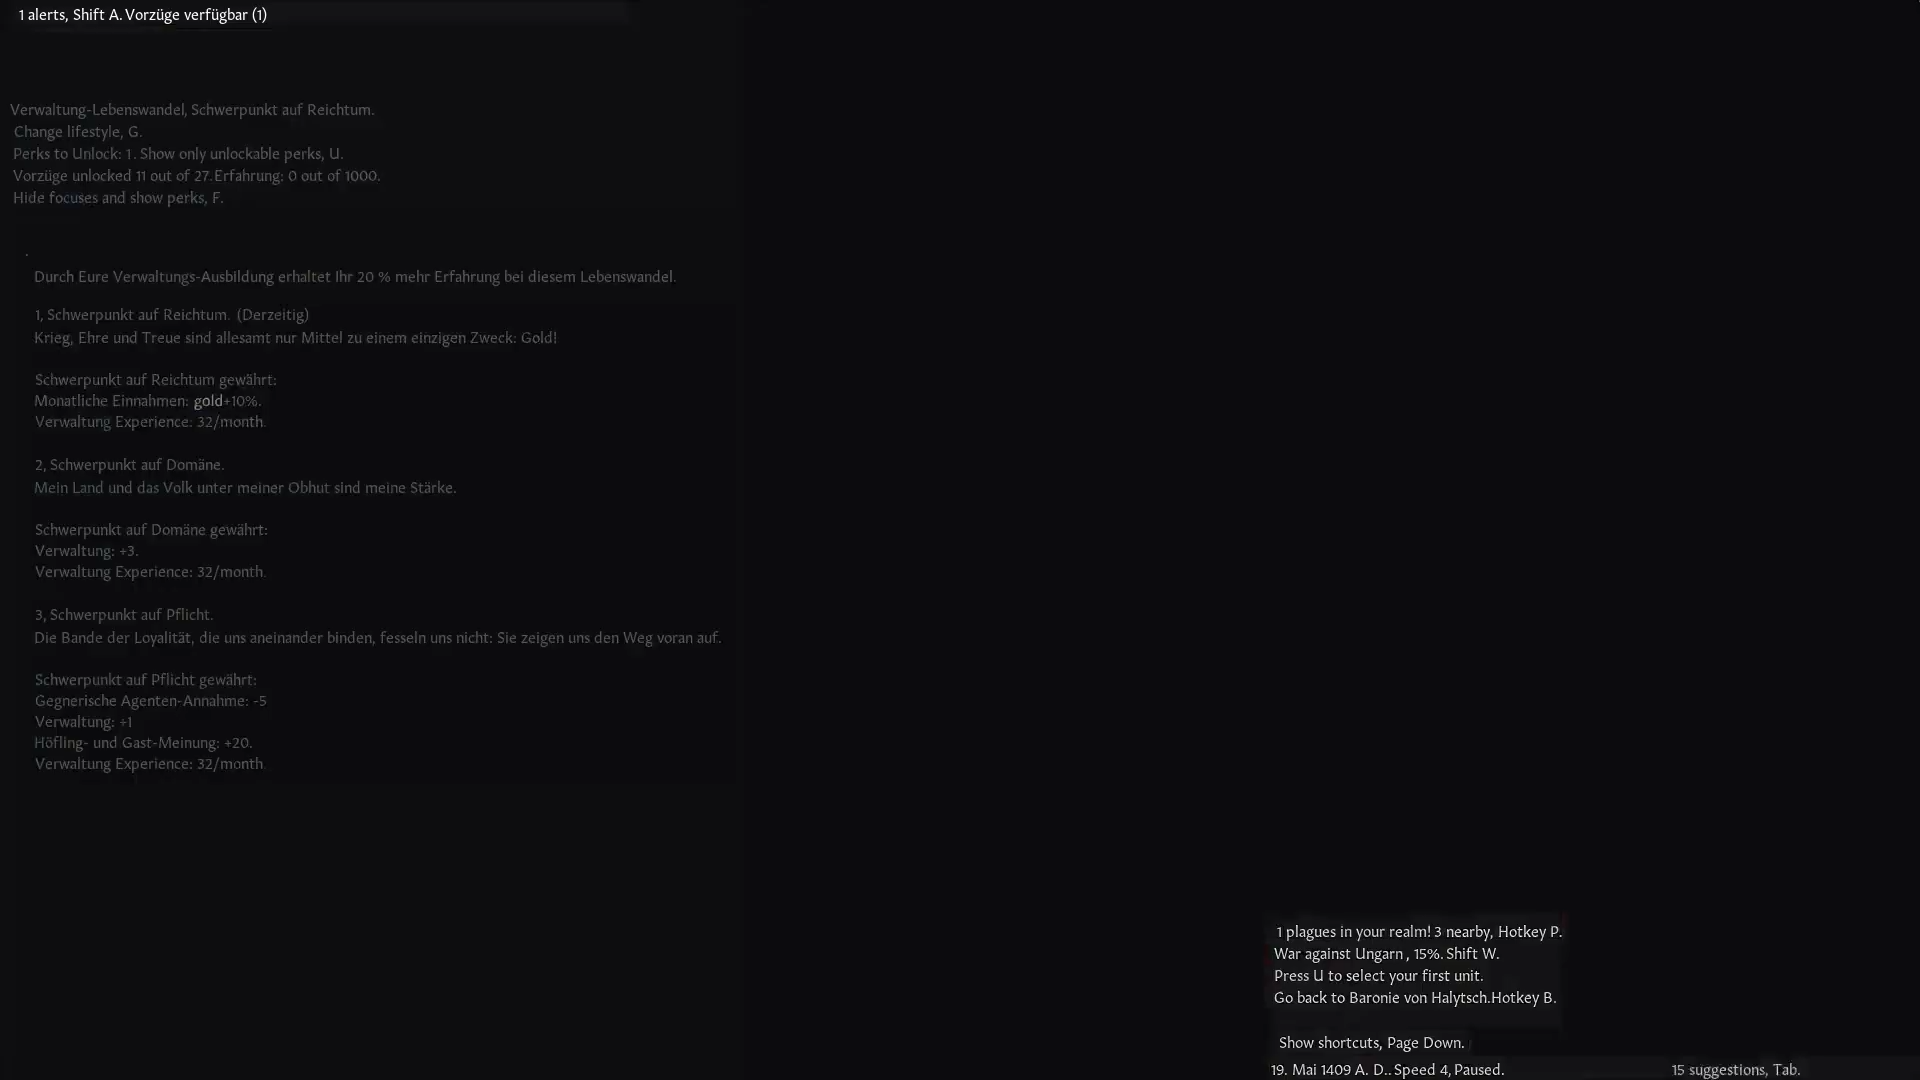 1 alerts, Shift A. Vorzüge verfügbar (1)
Verwaltung-Lebenswandel, Schwerpunkt auf Reichtum.
Change lifestyle, G.
Perks to Unlock: 1. Show only unlockable perks, U.
Vorzüge unlocked 11 out of 27.Erfahrung: 0 out of 1000.
Hide focuses and show perks, F.
.
Durch Eure Verwaltungs-Ausbildung erhaltet Ihr 20 % mehr Erfahrung bei diesem Lebenswandel.
1, Schwerpunkt auf Reichtum. (Derzeitig)
Krieg, Ehre und Treue sind allesamt nur Mittel zu einem einzigen Zweck: Gold!
Schwerpunkt auf Reichtum gewährt:
Monatliche Einnahmen: gold+10%.
Verwaltung Experience: 32/month.
2, Schwerpunkt auf Domäne.
Mein Land und das Volk unter meiner Obhut sind meine Stärke.
Schwerpunkt auf Domäne gewährt:
Verwaltung: +3.
Verwaltung Experience: 32/month.
3, Schwerpunkt auf Pflicht.
Die Bande der Loyalität, die uns aneinander binden, fesseln uns nicht: Sie zeigen uns den Weg voran auf.
Schwerpunkt auf Pflicht gewährt:
Gegnerische Agenten-Annahme: -5
Verwaltung: +1
Höfling- und Gast-Meinung: +20.
Verwaltung Experience: 32/month.
1 plagues in your realm! 3 nearby, Hotkey P.
War against Ungarn , 15%. Shift W.
Press U to select your first unit.
Go back to Baronie von Halytsch.Hotkey B.
Show shortcuts, Page Down.
19. Mai 1409 A. D.. Speed 4, Paused.
15 suggestions, Tab.